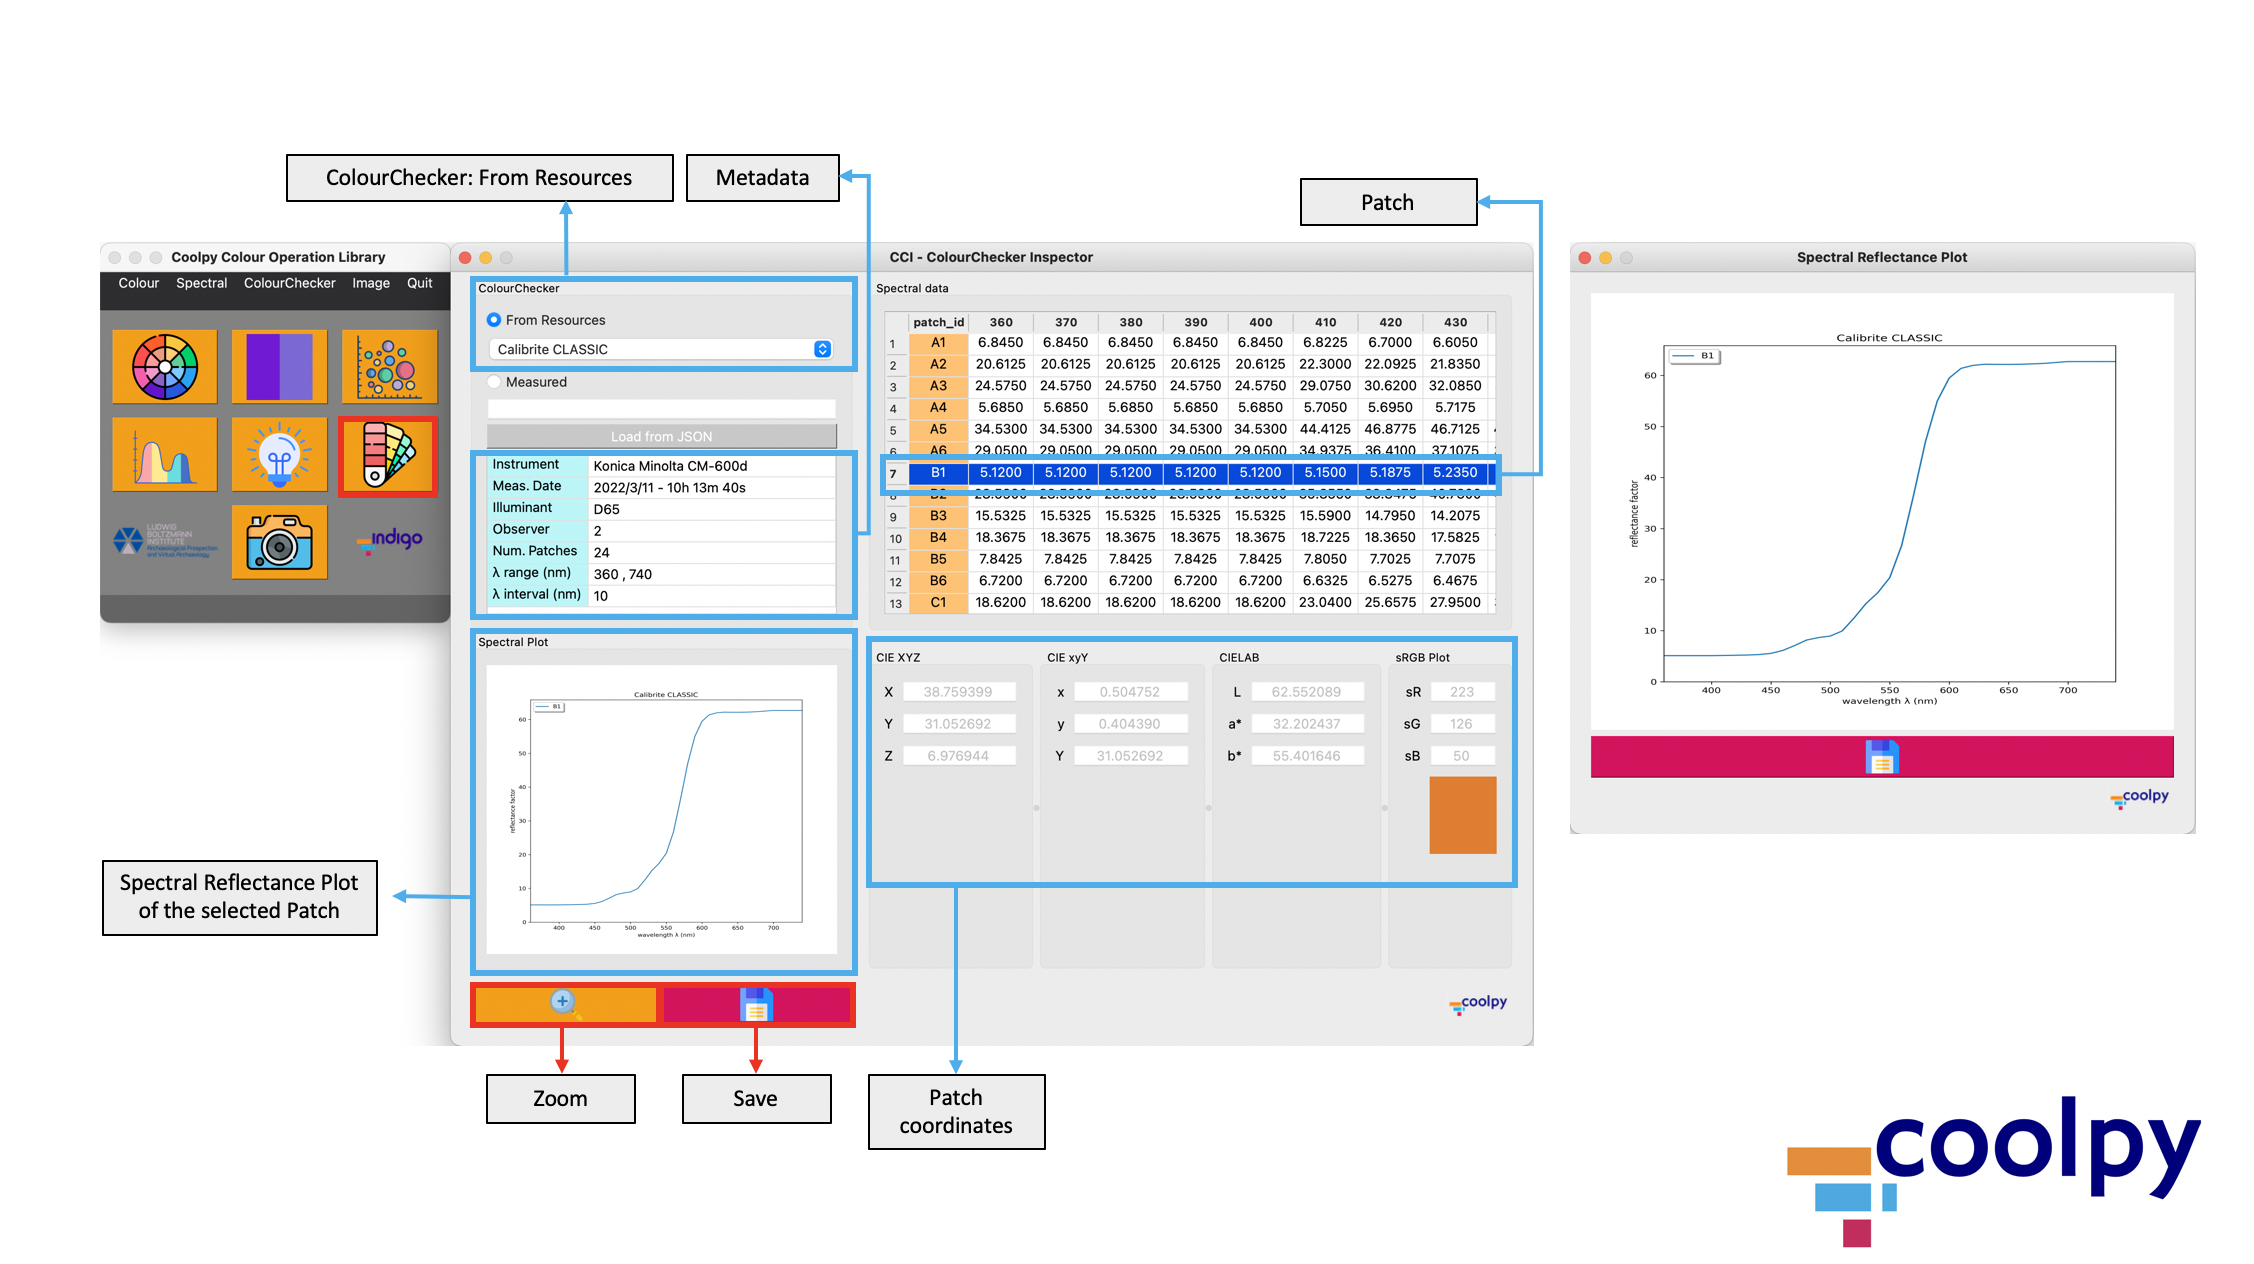 ColourChecker: From Resources
Metadata
Patch
Coolpy Colour Operation Library
Colour Spectral ColourChecker Image Quit
LUDWIG
BOLTZMANN
INSTITUTE
Archaeological Prospection
and Virtual Archaeology
indigo
CCI - ColourChecker Inspector
ColourChecker
From Resources
Calibrite CLASSIC
Measured
Load from JSON
Instrument Konica Minolta CM-600d
Meas. Date 2022/3/11 - 10h 13m 40s
Illuminant D65
Observer 2
Num. Patches 24
λ range (nm) 360 , 740
λ interval (nm) 10
Spectral data
patch_id 360 370 380 390 400 410 420 430
1 A1 6.8450 6.8450 6.8450 6.8450 6.8450 6.8225 6.7000 6.6050
2 A2 20.6125 20.6125 20.6125 20.6125 20.6125 22.3000 22.0925 21.8350
3 A3 24.5750 24.5750 24.5750 24.5750 24.5750 29.0750 30.6200 32.0850
4 A4 5.6850 5.6850 5.6850 5.6850 5.6850 5.7050 5.6950 5.7175
5 A5 34.5300 34.5300 34.5300 34.5300 34.5300 44.4125 46.8775 46.7125
6 A6 29.0500 29.0500 29.0500 29.0500 29.0500 34.9375 36.4100 37.1075
7 B1 5.1200 5.1200 5.1200 5.1200 5.1200 5.1500 5.1875 5.2350
8 B2
9 B3 15.5325 15.5325 15.5325 15.5325 15.5325 15.5900 14.7950 14.2075
10 B4 18.3675 18.3675 18.3675 18.3675 18.3675 18.7225 18.3650 17.5825
11 B5 7.8425 7.8425 7.8425 7.8425 7.8425 7.8050 7.7025 7.7075
12 B6 6.7200 6.7200 6.7200 6.7200 6.7200 6.6325 6.5275 6.4675
13 C1 18.6200 18.6200 18.6200 18.6200 18.6200 23.0400 25.6575 27.9500
Spectral Plot
Calibrite CLASSIC
B1
60
50
40
30
20
10
0
reflectance factor
400 450 500 550 600 650 700
wavelength λ (nm)
CIE XYZ
X 38.759399
Y 31.052692
Z 6.976944
CIE xyY
x 0.504752
y 0.404390
Y 31.052692
CIELAB
L 62.552089
a* 32.202437
b* 55.401646
sRGB Plot
sR 223
sG 126
sB 50
coolpy
Spectral Reflectance Plot
Calibrite CLASSIC
B1
60
50
40
30
20
10
0
reflectance factor
400 450 500 550 600 650 700
wavelength λ (nm)
coolpy
Spectral Reflectance Plot
of the selected Patch
Zoom
Save
Patch
coordinates
coolpy